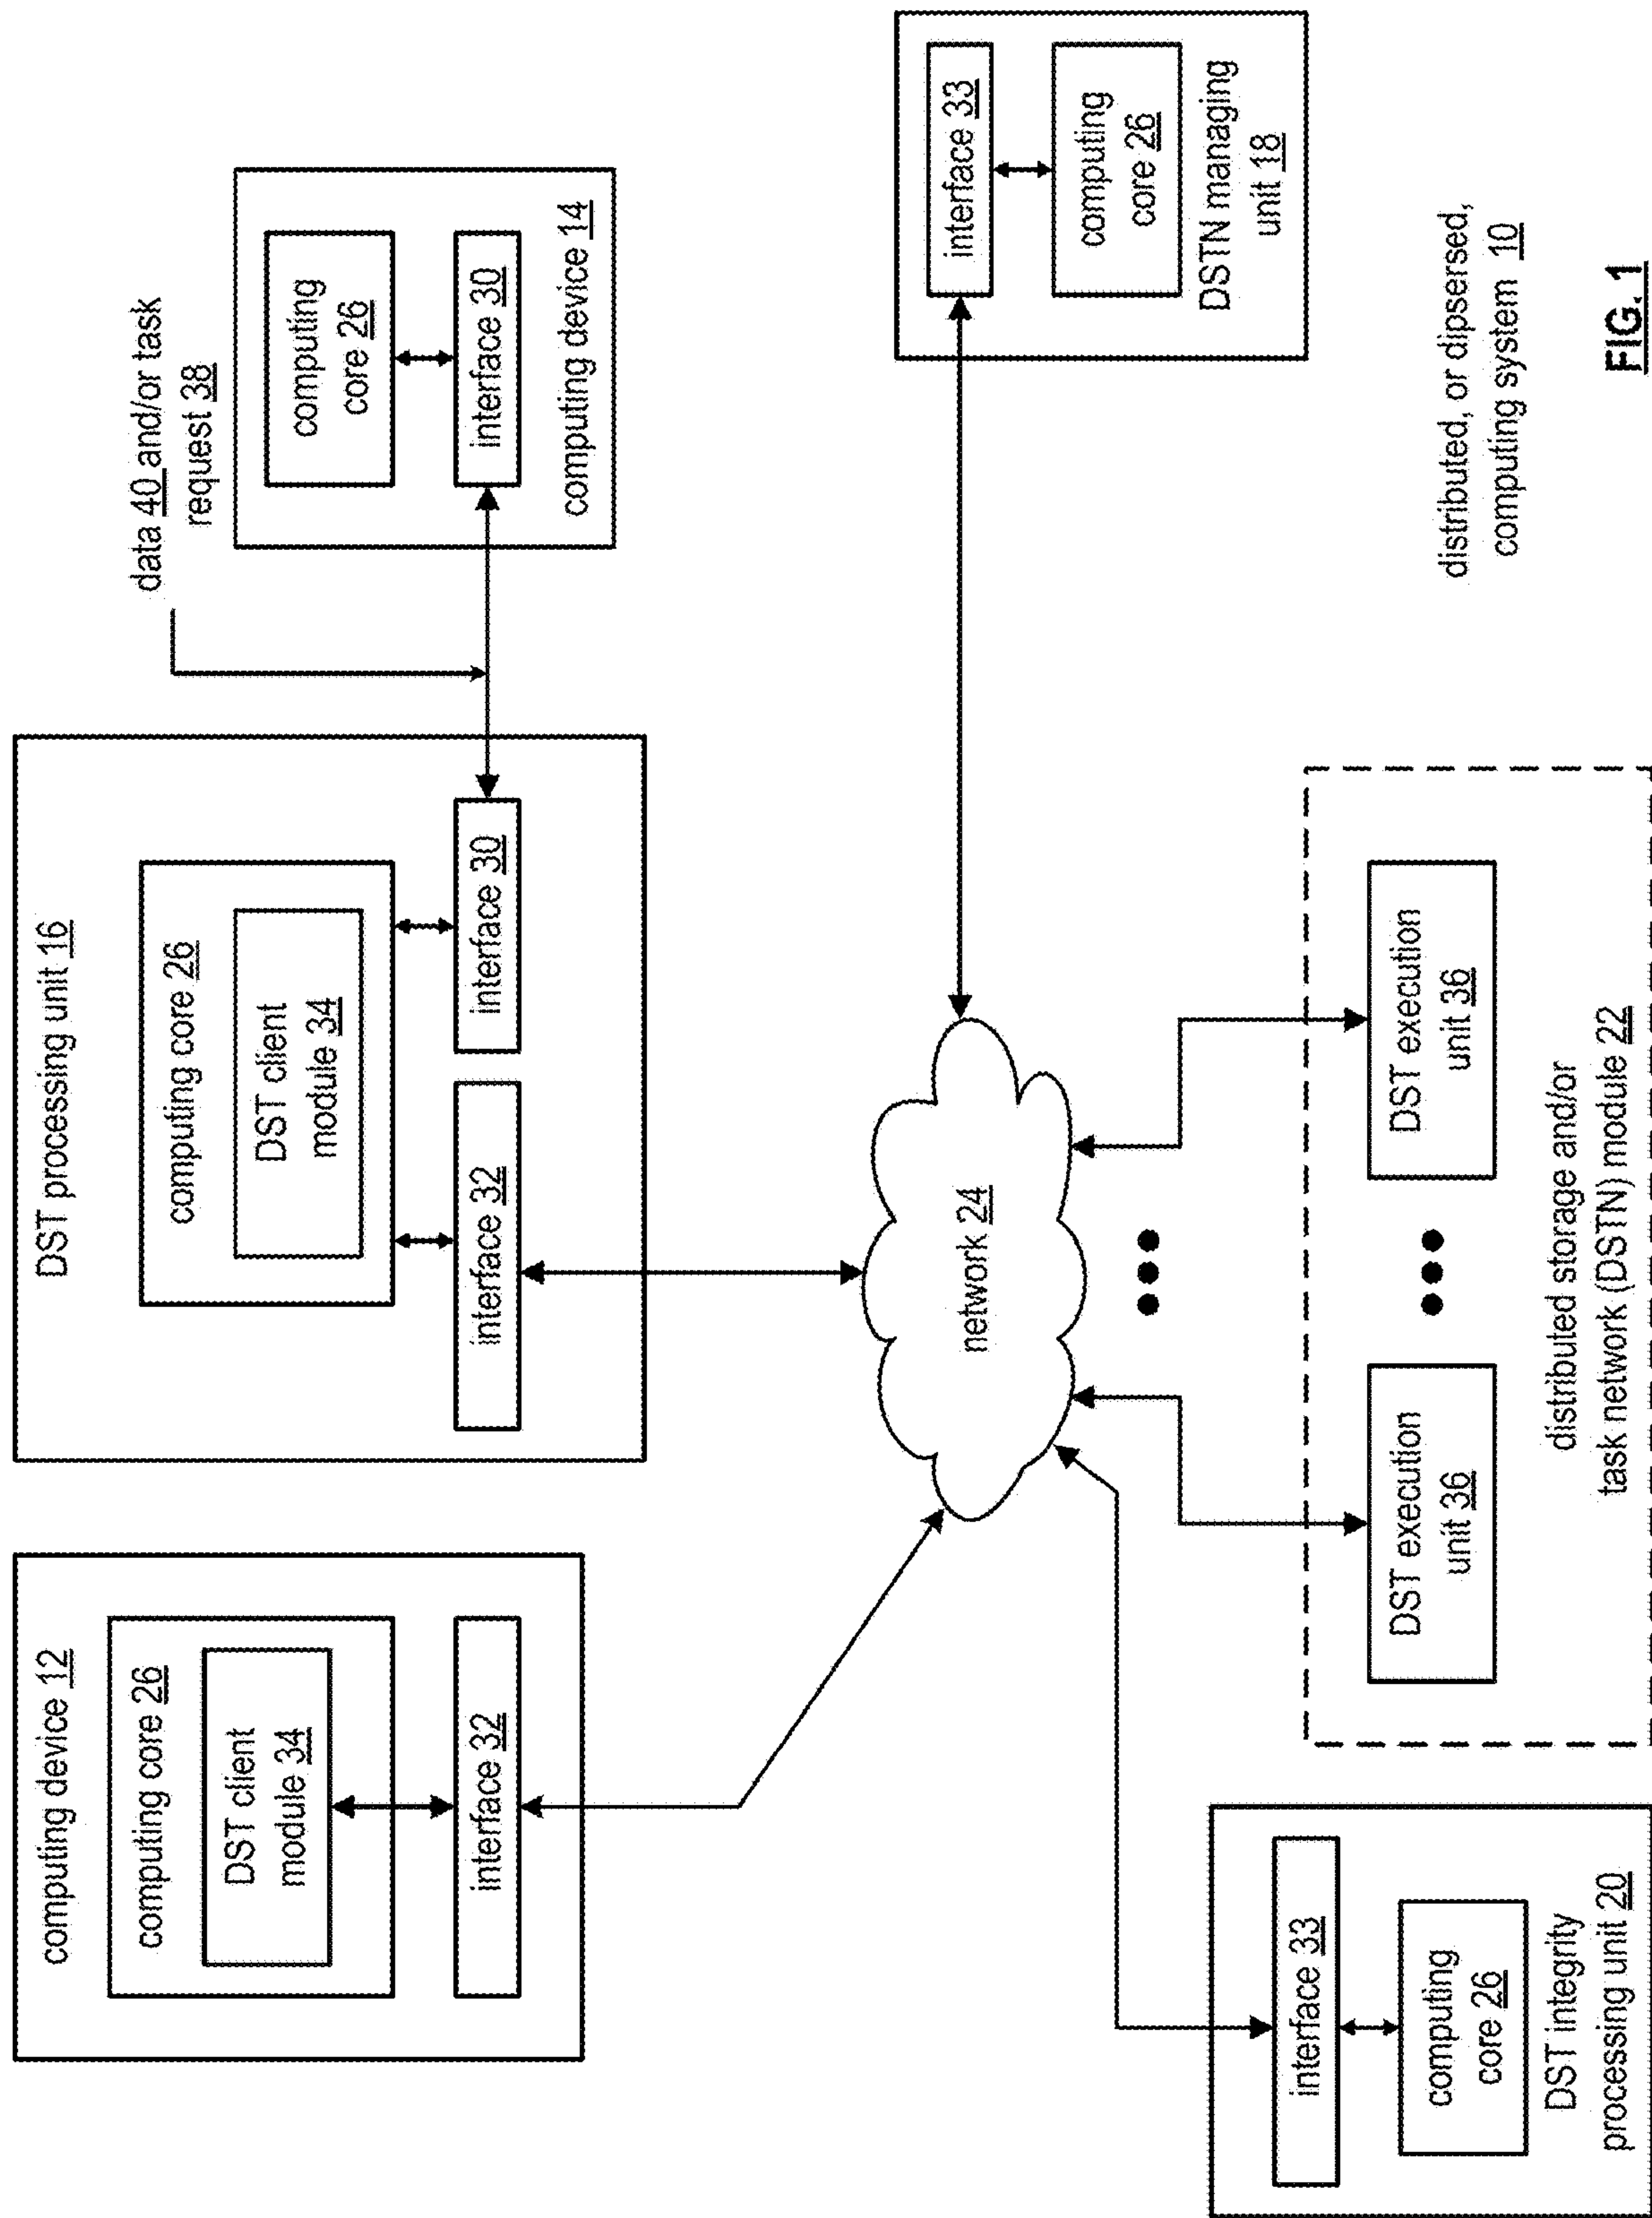 computing device 12
computing core 26
DST client
module 34
interface 32
DST processing unit 16
computing core 26
DST client
module 34
interface 32
interface 30
data 40 and/or task
request 38
computing
core 26
interface 30
computing device 14
network 24
interface 33
computing
core 26
DSTN managing
unit 18
interface 33
computing
core 26
DST integrity
processing unit 20
DST execution
unit 36
DST execution
unit 36
distributed storage and/or
task network (DSTN) module 22
distributed, or dipsersed,
computing system 10
FIG. 1